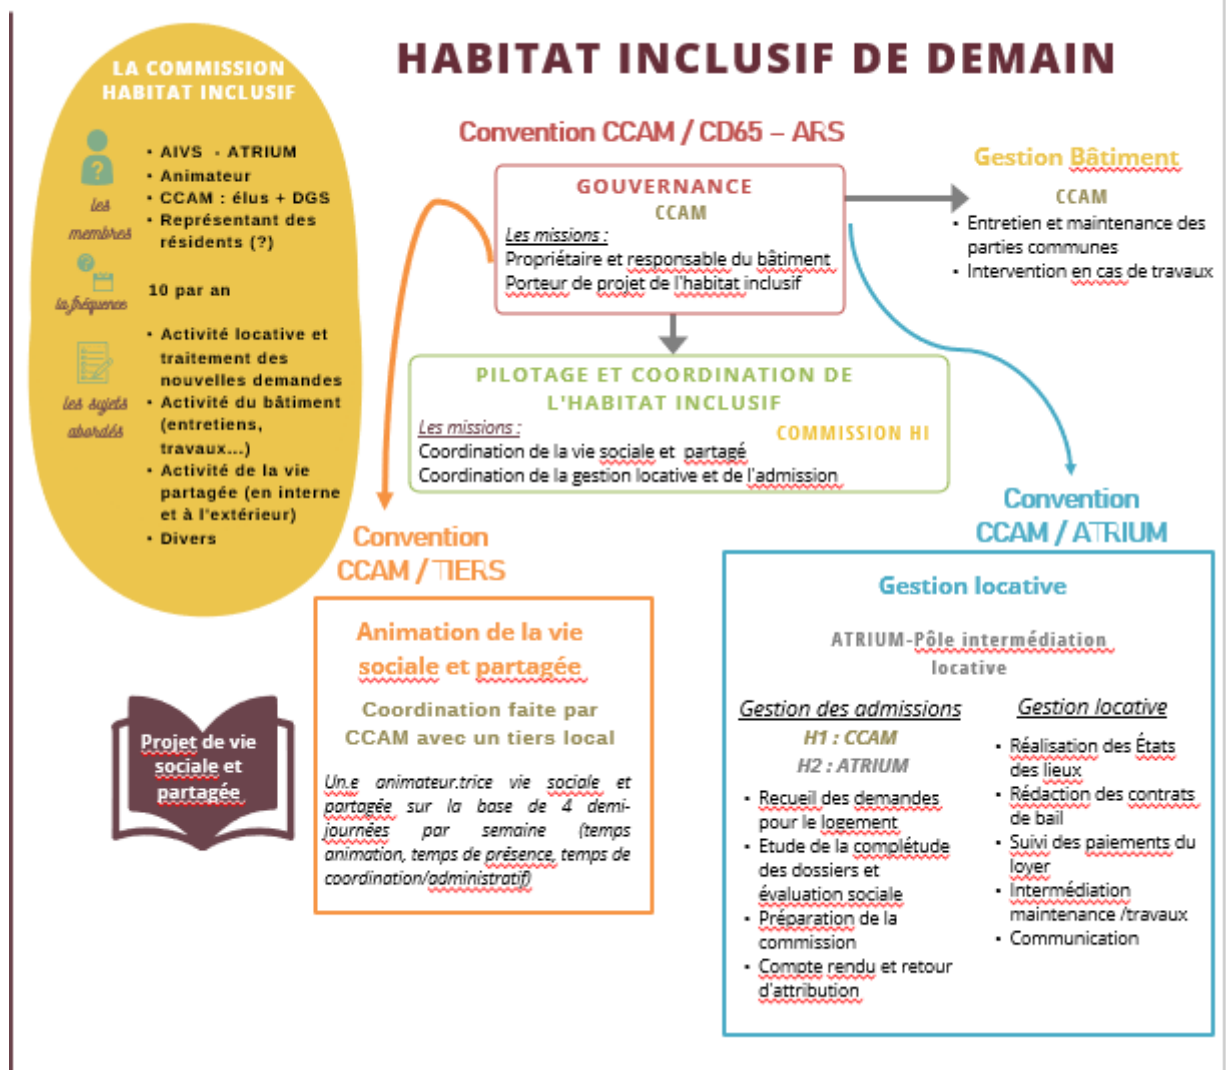 HABITAT INCLUSIF DE DEMAIN
LA COMMISSION
HABITAT INCLUSIF
les
membres
• AIVS - ATRIUM
• Animateur
• CCAM : élus + DGS
• Représentant des
résidents (?)
la fréquence
10 par an
les sujets
abordés
• Activité locative et
traitement des
nouvelles demandes
• Activité du bâtiment
(entretiens,
travaux...)
• Activité de la vie
partagée (en interne
et à l'extérieur)
• Divers
Convention CCAM / CD65 – ARS
GOUVERNANCE
CCAM
Les missions :
Propriétaire et responsable du bâtiment
Porteur de projet de l'habitat inclusif
Gestion Bâtiment
CCAM
• Entretien et maintenance des
parties communes
• Intervention en cas de travaux
PILOTAGE ET COORDINATION DE
L'HABITAT INCLUSIF
Les missions :
COMMISSION HI
Coordination de la vie sociale et partagé
Coordination de la gestion locative et de l'admission
Convention
CCAM / TIERS
Animation de la vie
sociale et partagée
Coordination faite par
CCAM avec un tiers local
Un.e animateur.trice vie sociale et
partagée sur la base de 4 demi-
journées par semaine (temps
animation, temps de présence, temps de
coordination/administratif)
Projet de vie
sociale et
partagée
Convention
CCAM / ATRIUM
Gestion locative
ATRIUM-Pôle intermédiation
locative
Gestion des admissions
H1 : CCAM
H2 : ATRIUM
• Recueil des demandes
pour le logement
• Etude de la complétude
des dossiers et
évaluation sociale
• Préparation de la
commission
• Compte rendu et retour
d'attribution
Gestion locative
• Réalisation des États
des lieux
• Rédaction des contrats
de bail
• Suivi des paiements du
loyer
• Intermédiation
maintenance /travaux
• Communication